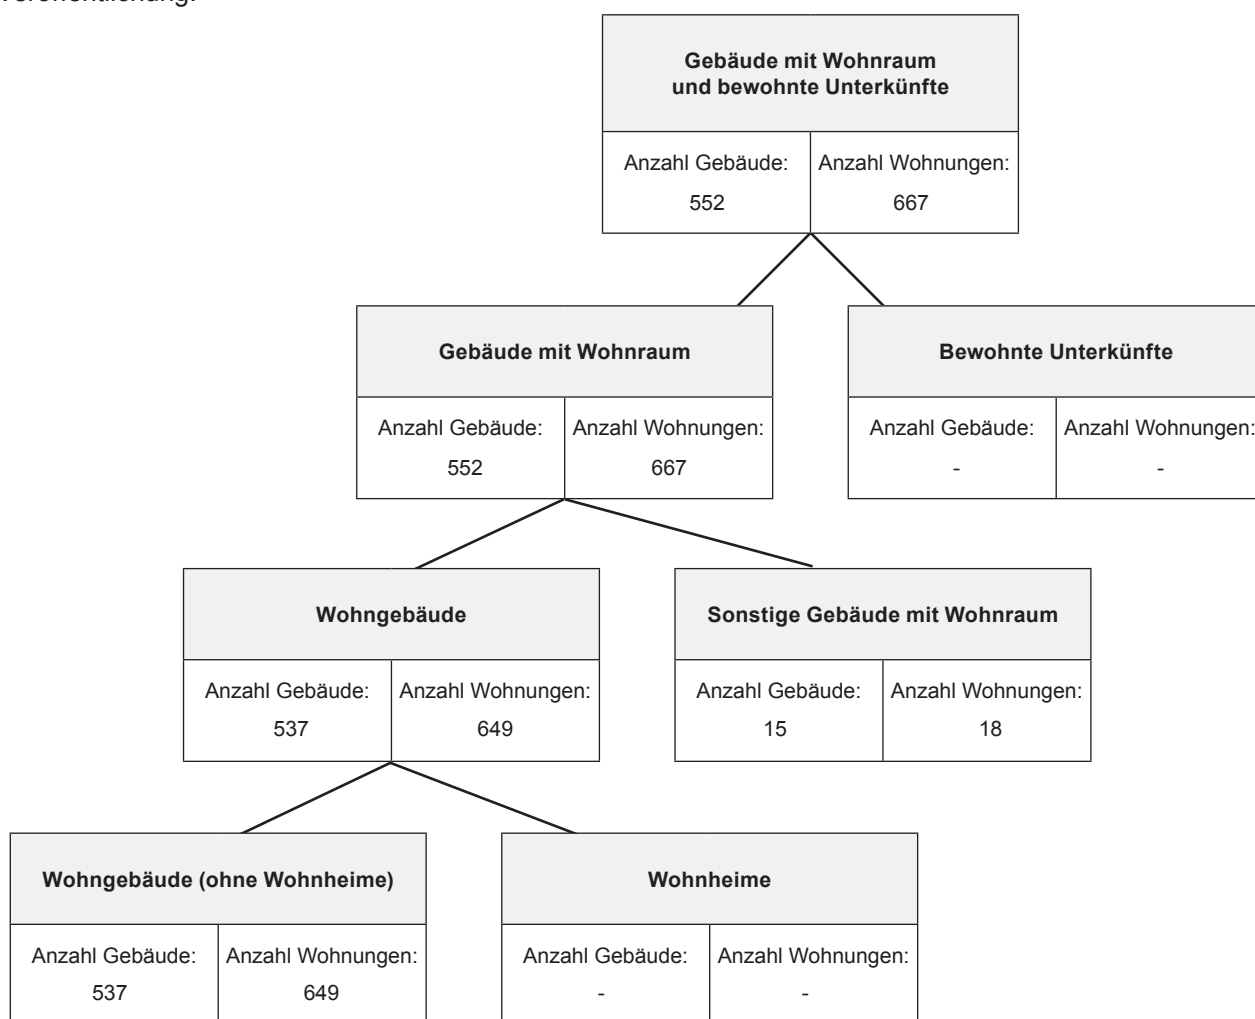 Veröffentlichung.
Gebäude mit Wohnraum
und bewohnte Unterkünfte
Anzahl Gebäude: Anzahl Wohnungen:
552 667
Gebäude mit Wohnraum
Anzahl Gebäude: Anzahl Wohnungen:
552 667
Bewohnte Unterkünfte
Anzahl Gebäude: Anzahl Wohnungen:
- -
Wohngebäude
Anzahl Gebäude: Anzahl Wohnungen:
537 649
Sonstige Gebäude mit Wohnraum
Anzahl Gebäude: Anzahl Wohnungen:
15 18
Wohngebäude (ohne Wohnheime)
Anzahl Gebäude: Anzahl Wohnungen:
537 649
Wohnheime
Anzahl Gebäude: Anzahl Wohnungen:
- -